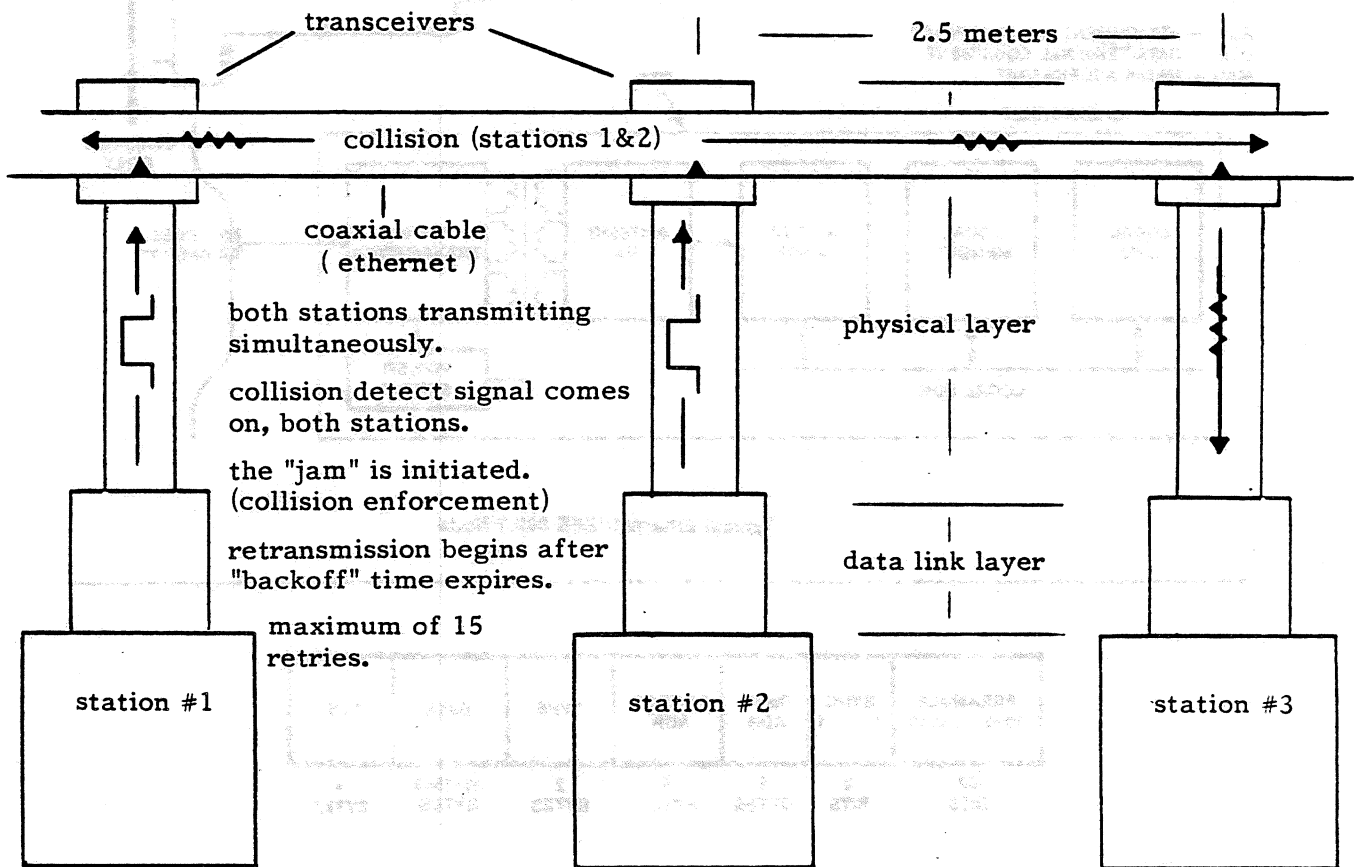 transceivers
2.5 meters
collision (stations 1&2)
coaxial cable
( ethernet )
both stations transmitting
simultaneously.
collision detect signal comes
on, both stations.
the "jam" is initiated.
(collision enforcement)
retransmission begins after
"backoff" time expires.
maximum of 15
retries.
physical layer
data link layer
station #1
station #2
station #3